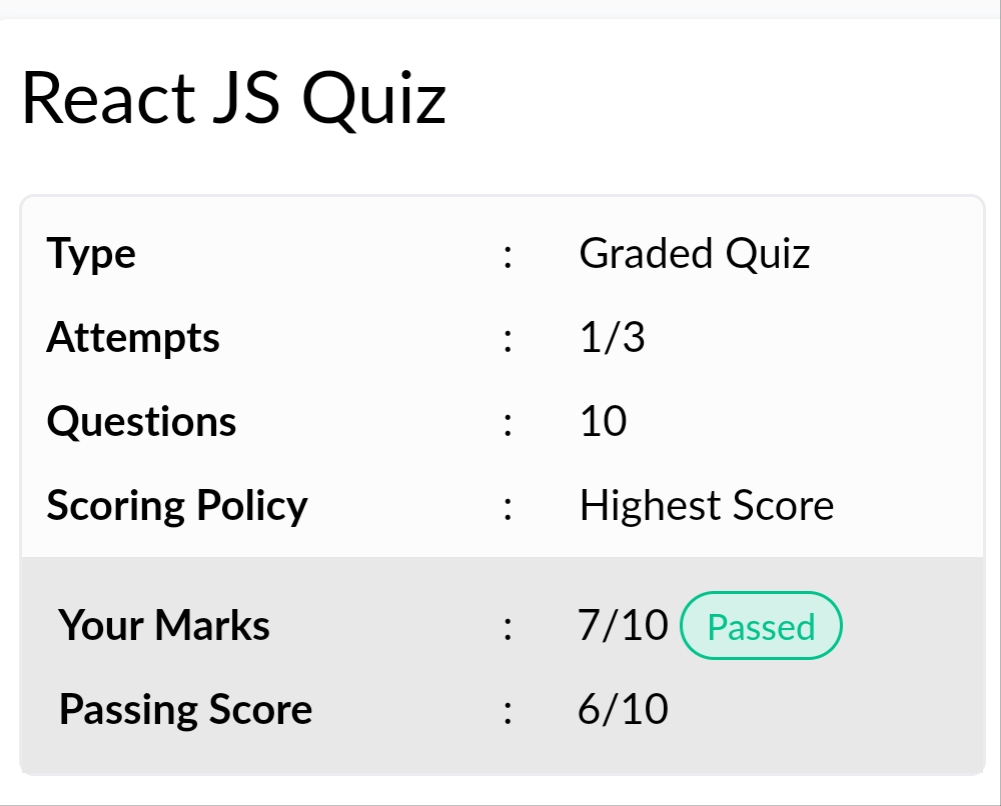 React JS Quiz
Type : Graded Quiz
Attempts : 1/3
Questions : 10
Scoring Policy : Highest Score
Your Marks : 7/10 Passed
Passing Score : 6/10